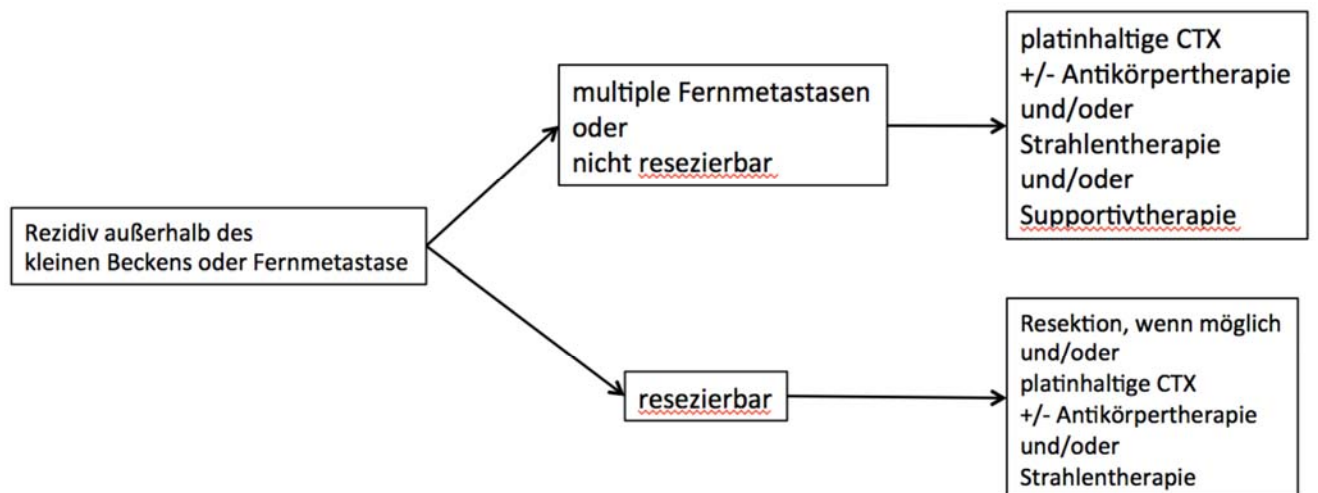 Rezidiv außerhalb des
kleinen Beckens oder Fernmetastase
multiple Fernmetastasen
oder
nicht resezierbar
platinhaltige CTX
+/- Antikörpertherapie
und/oder
Strahlentherapie
und/oder
Supportivtherapie
resezierbar
Resektion, wenn möglich
und/oder
platinhaltige CTX
+/- Antikörpertherapie
und/oder
Strahlentherapie